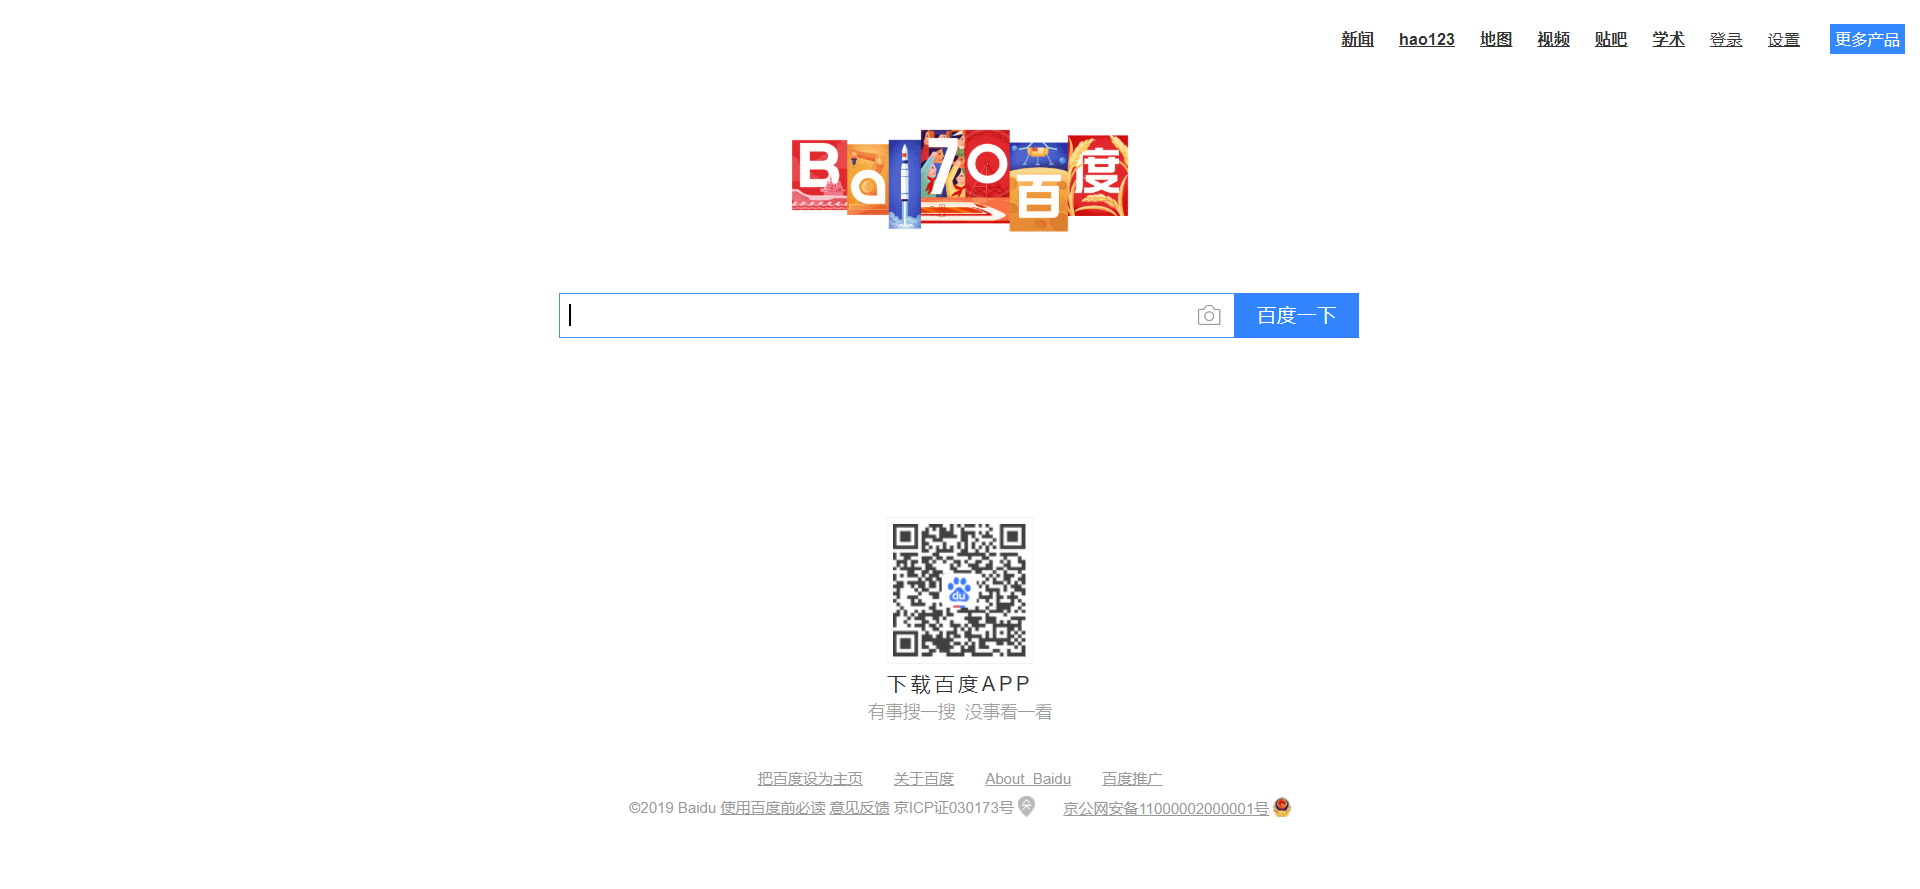 新闻 hao123 地图 视频 贴吧 学术 登录 设置 更多产品
Bai 70 百度
百度一下
du
下载百度APP
有事搜一搜 没事看一看
把百度设为主页 关于百度 About Baidu 百度推广
©2019 Baidu 使用百度前必读 意见反馈 京ICP证030173号 京公网安备11000002000001号